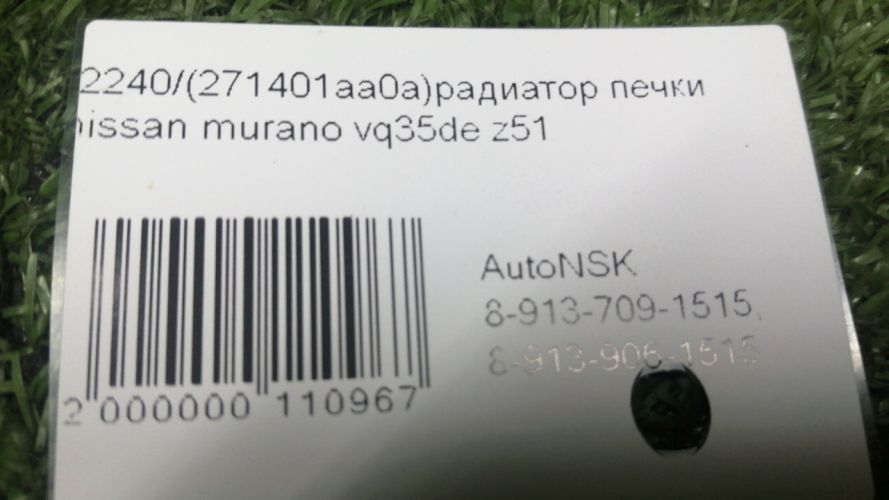 2240/(271401aa0a)радиатор печки
nissan murano vq35de z51
AutoNSK
8-913-709-1515,
8-913-906-1515
2 000000 110967